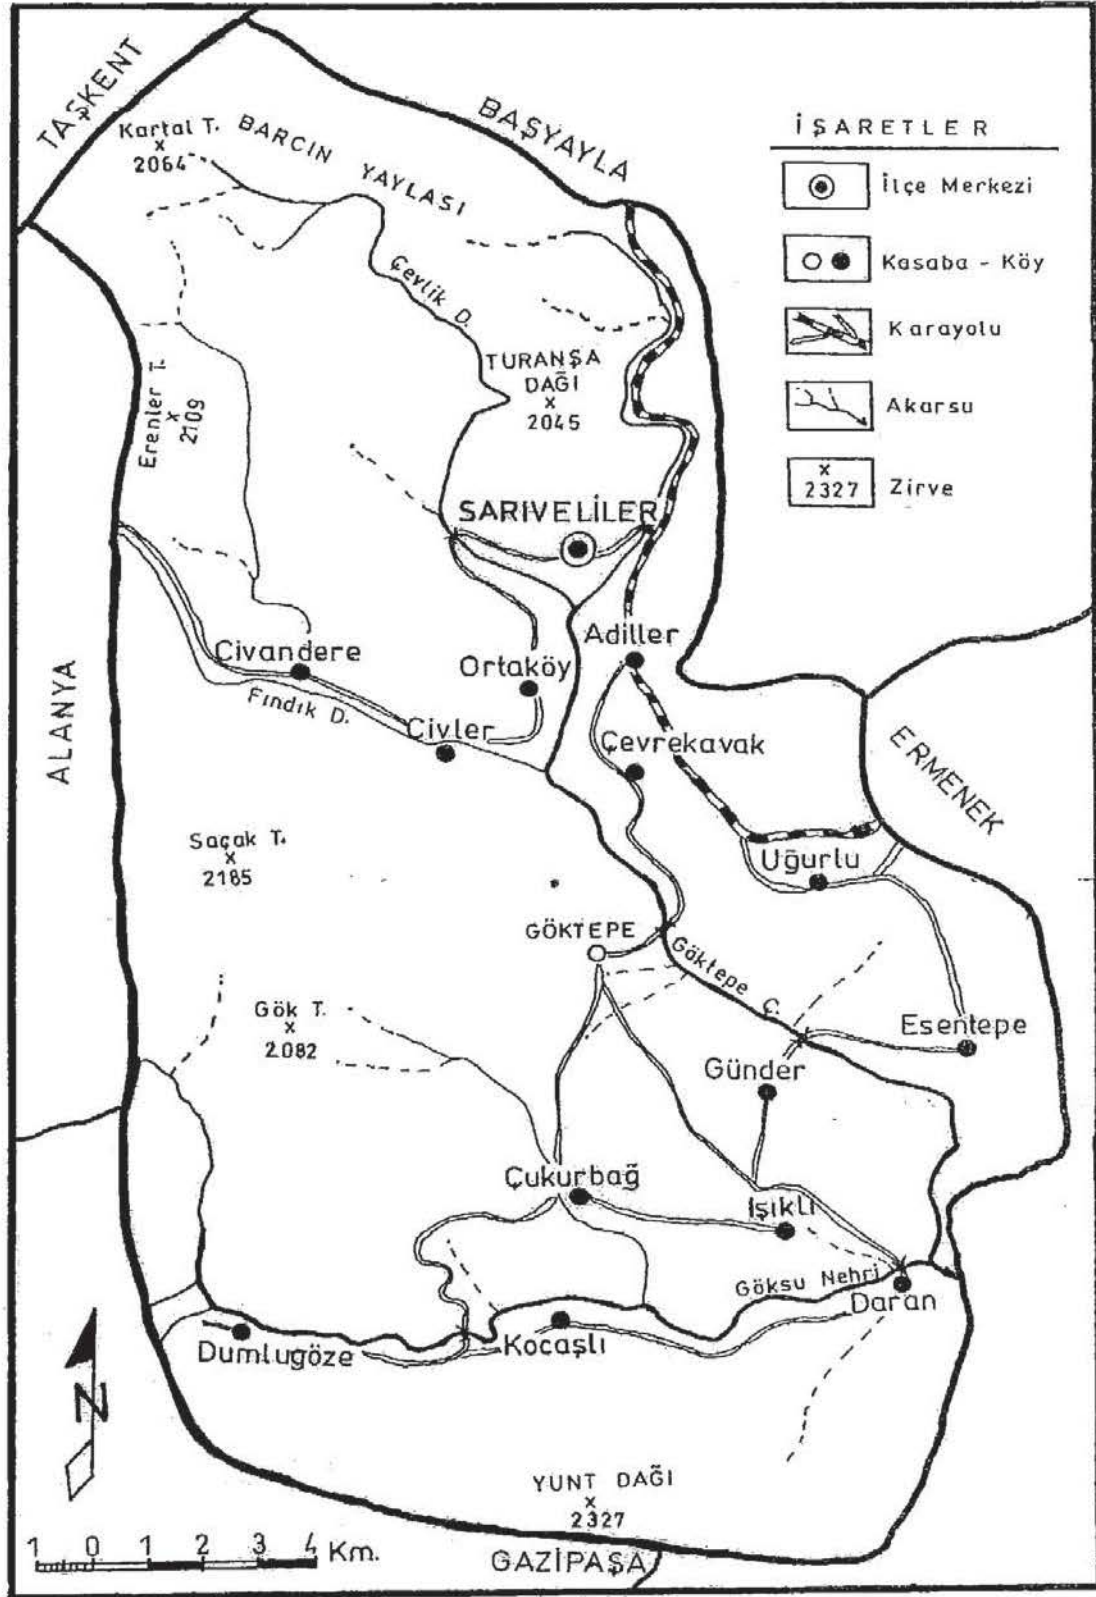 TAŞKENT
BAŞYAYLA
Kartal T.
x
2064
BARCIN
YAYLASI
Çevlik D.
İŞARETLER
İlçe Merkezi
Kasaba - Köy
Karayolu
Akarsu
x
2327
Zirve
TURANŞA
DAĞI
x
2045
Erenler T.
x
2109
SARIVELİLER
Adiller
Civandere
Ortaköy
Fındık D.
Civler
Çevrekavak
ALANYA
ERMENEK
Saçak T.
x
2185
Uğurlu
GÖKTEPE
Göktepe Ç.
Gök T.
x
2082
Esentepe
Günder
Çukurbağ
Işıklı
Göksu Nehri
Daran
Dumlugöze
Kocaşlı
N
YUNT DAĞI
x
2327
1 0 1 2 3 4 Km.
GAZİPAŞA